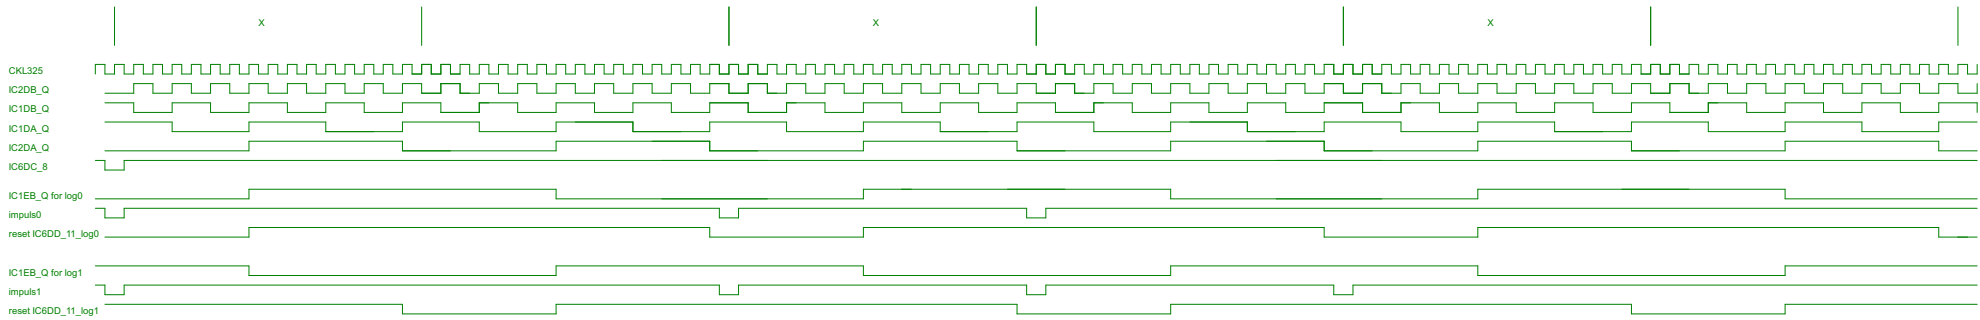 X X X
CKL325
IC2DB_Q
IC1DB_Q
IC1DA_Q
IC2DA_Q
IC6DC_8
IC1EB_Q for log0
impuls0
reset IC6DD_11_log0
IC1EB_Q for log1
impuls1
reset IC6DD_11_log1